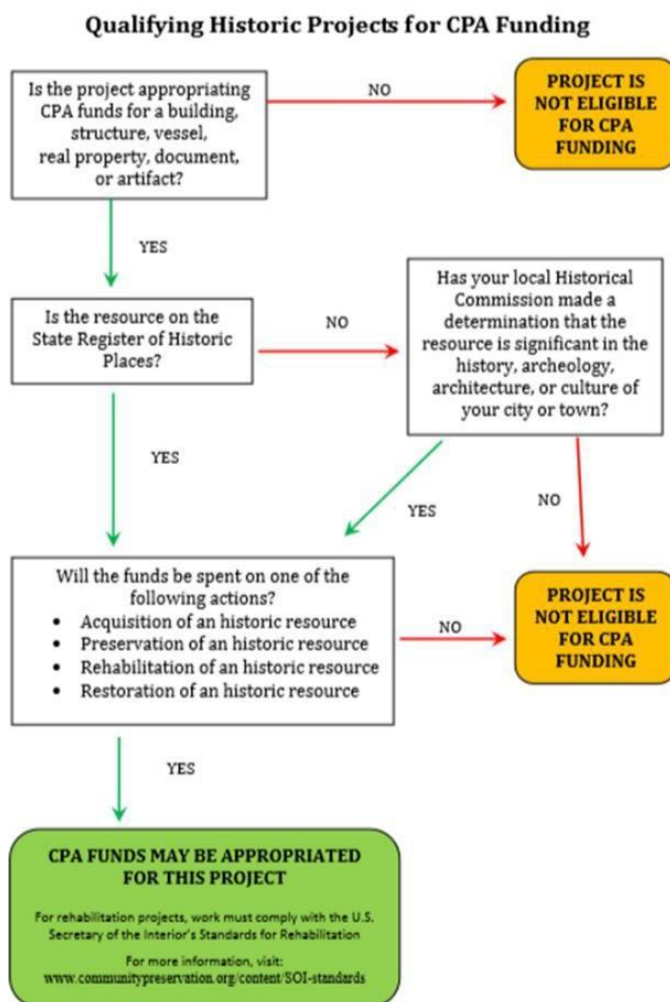 Qualifying Historic Projects for CPA Funding
Is the project appropriating
CPA funds for a building,
structure, vessel,
real property, document,
or artifact?
NO
PROJECT IS
NOT ELIGIBLE
FOR CPA
FUNDING
YES
Is the resource on the
State Register of Historic
Places?
NO
Has your local Historical
Commission made a
determination that the
resource is significant in the
history, archeology,
architecture, or culture of
your city or town?
YES
YES
NO
Will the funds be spent on one of the
following actions?
• Acquisition of an historic resource
• Preservation of an historic resource
• Rehabilitation of an historic resource
• Restoration of an historic resource
NO
PROJECT IS
NOT ELIGIBLE
FOR CPA
FUNDING
YES
CPA FUNDS MAY BE APPROPRIATED
FOR THIS PROJECT
For rehabilitation projects, work must comply with the U.S.
Secretary of the Interior's Standards for Rehabilitation
For more information, visit:
www.communitypreservation.org/content/SOI-standards